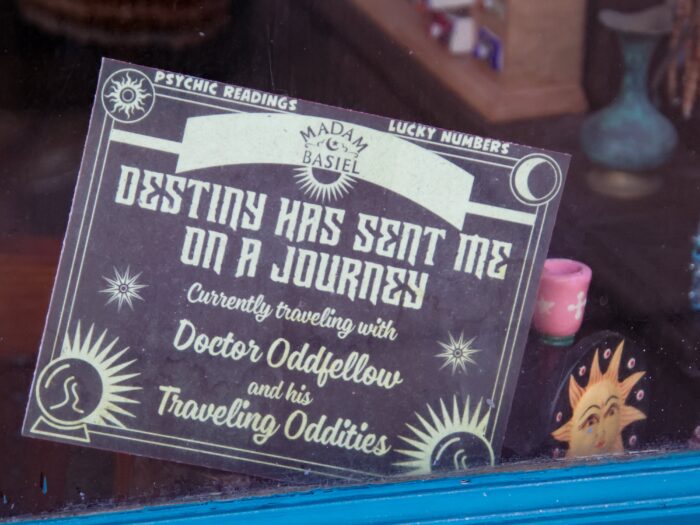 PSYCHIC READINGS
LUCKY NUMBERS
MADAM
BASIEL
DESTINY HAS SENT ME
ON A JOURNEY
Currently traveling with
Doctor Oddfellow
and his
Traveling Oddities